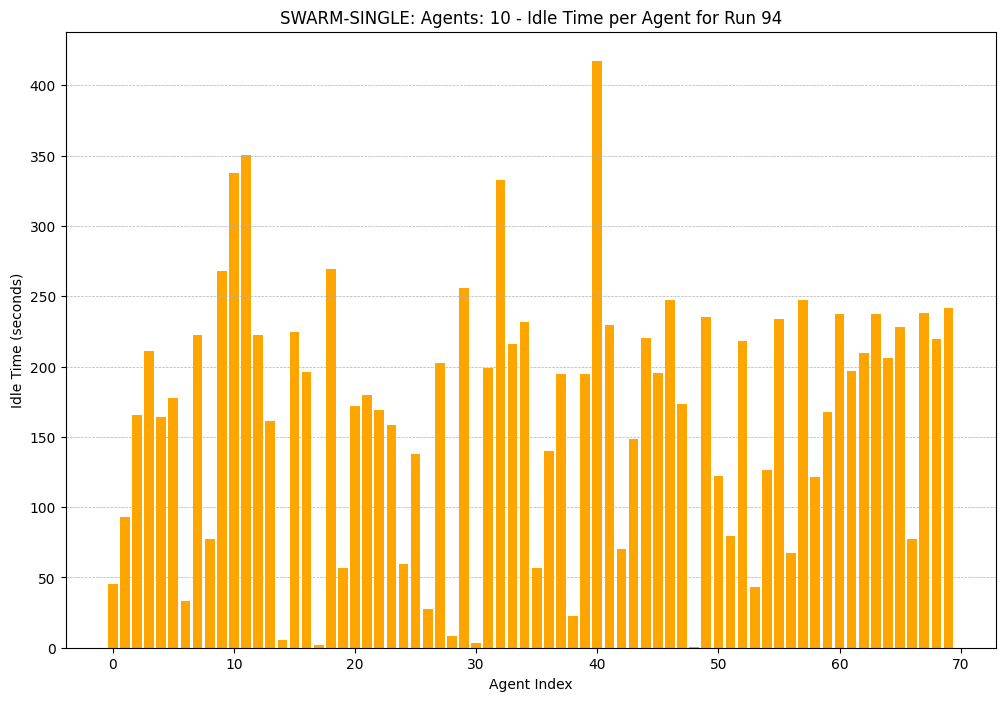 SWARM-SINGLE: Agents: 10 - Idle Time per Agent for Run 94
Idle Time (seconds)
400
350
300
250
200
150
100
50
0
0 10 20 30 40 50 60 70
Agent Index